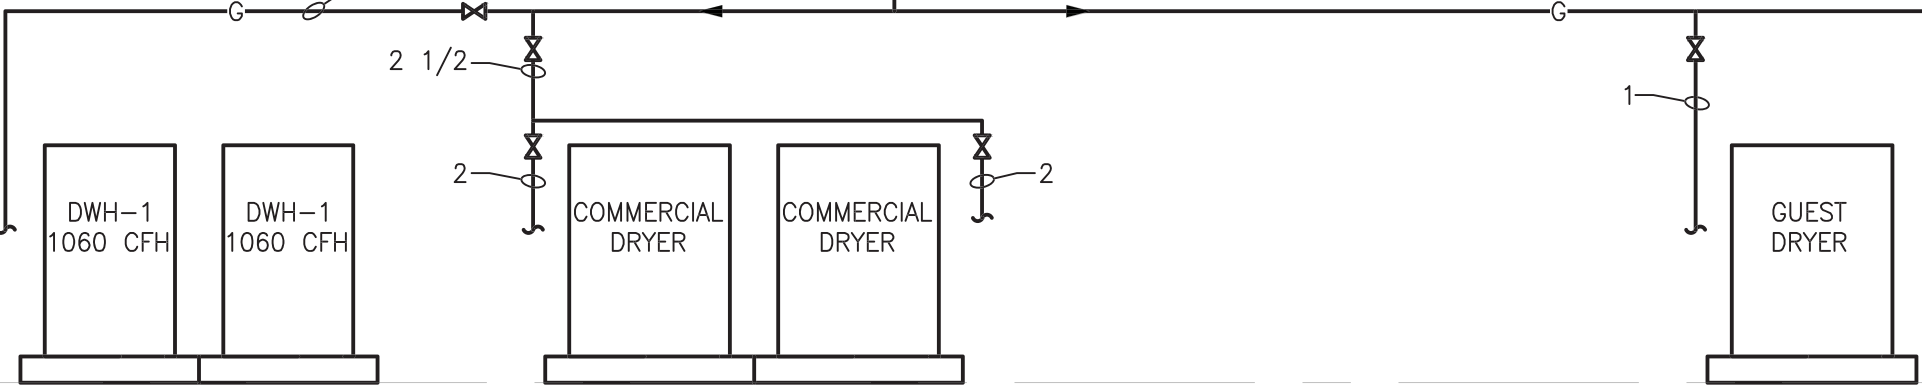 G
G
2 1/2
1
2
2
DWH-1
1060 CFH
DWH-1
1060 CFH
COMMERCIAL
DRYER
COMMERCIAL
DRYER
GUEST
DRYER